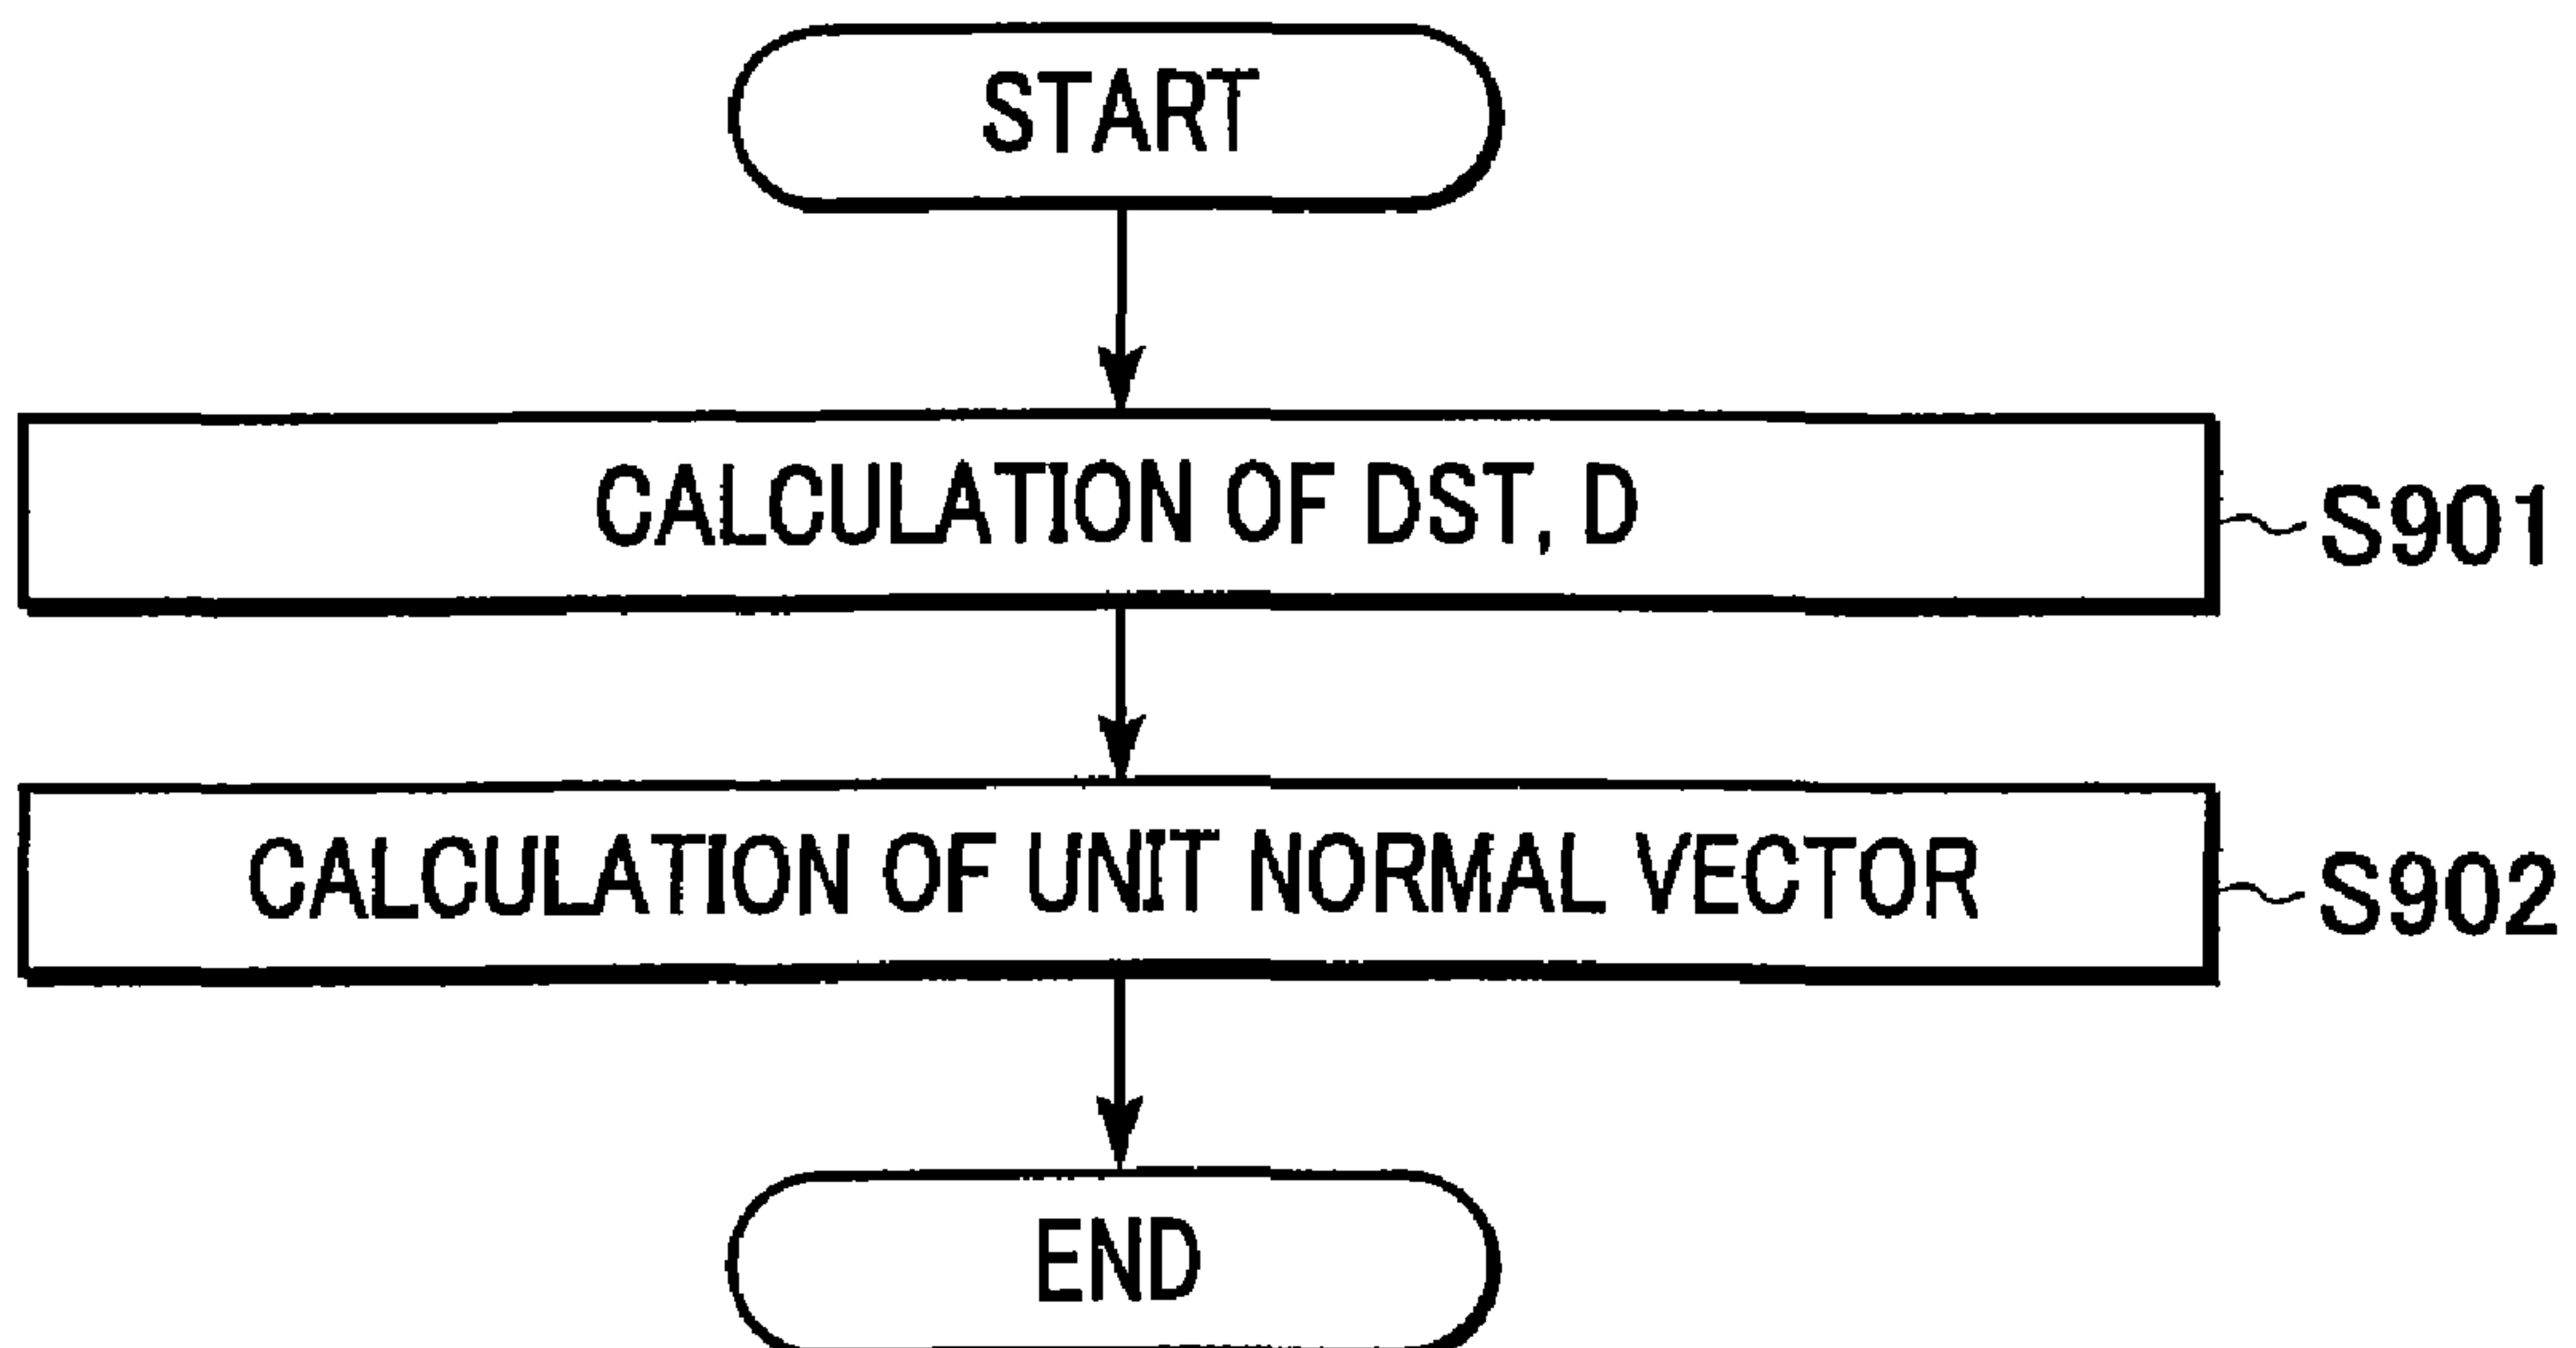 START
CALCULATION OF DST, D
S901
CALCULATION OF UNIT NORMAL VECTOR
S902
END